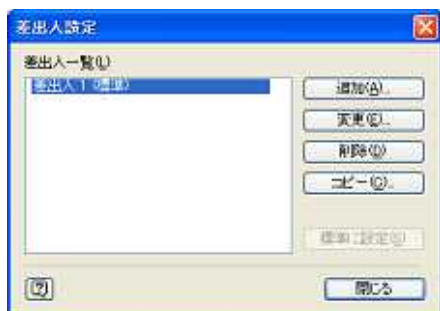 差出人設定
差出人一覧(L)
差出人1(標準)
追加(A)...
変更(E)...
削除(D)
コピー(C)...
標準に設定(S)
閉じる